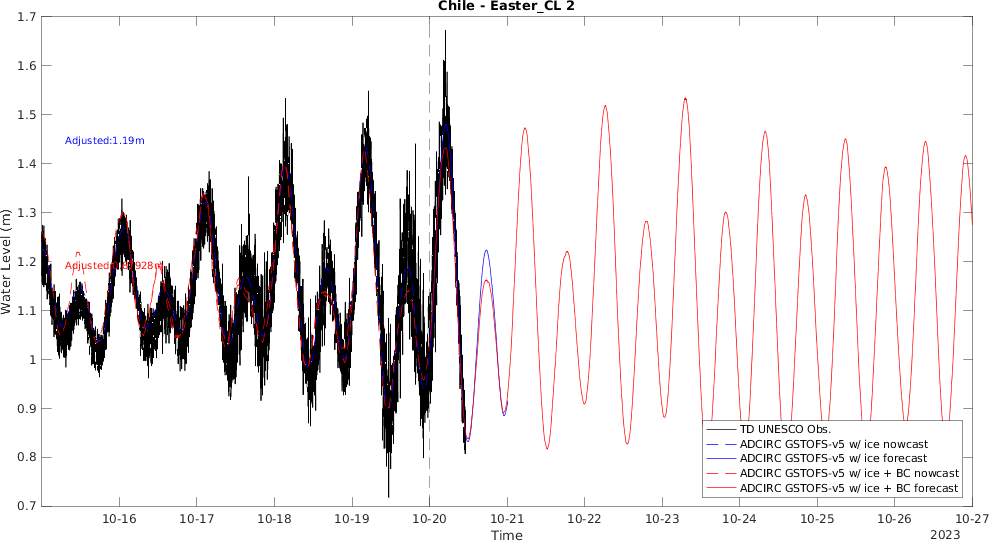 Chile - Easter_CL 2
1.7
1.6
1.5
1.4
1.3
1.2
1.1
1
0.9
0.8
0.7
Water Level (m)
Adjusted:1.19m
TD UNESCO Obs.
ADCIRC GSTOFS-v5 w/ ice nowcast
ADCIRC GSTOFS-v5 w/ ice forecast
ADCIRC GSTOFS-v5 w/ ice + BC nowcast
ADCIRC GSTOFS-v5 w/ ice + BC forecast
10-16 10-17 10-18 10-19 10-20 10-21 10-22 10-23 10-24 10-25 10-26 10-27
Time
2023